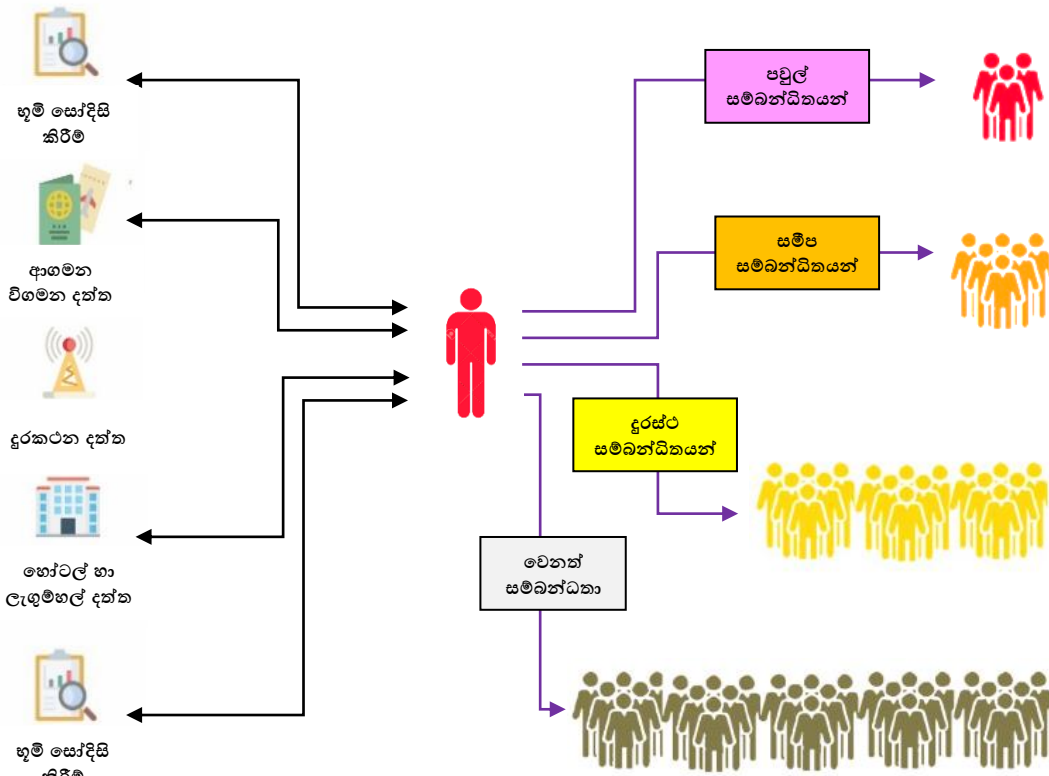 භූමි සෝදිසි
කිරීම්
ආගමන
විගමන දත්ත
දුරකථන දත්ත
හෝටල් හා
ලැගුම්හල් දත්ත
භූමි සෝදිසි
කිරීම්
පවුල්
සම්බන්ධිතයන්
සමීප
සම්බන්ධිතයන්
දුරස්ථ
සම්බන්ධිතයන්
වෙනත්
සම්බන්ධතා